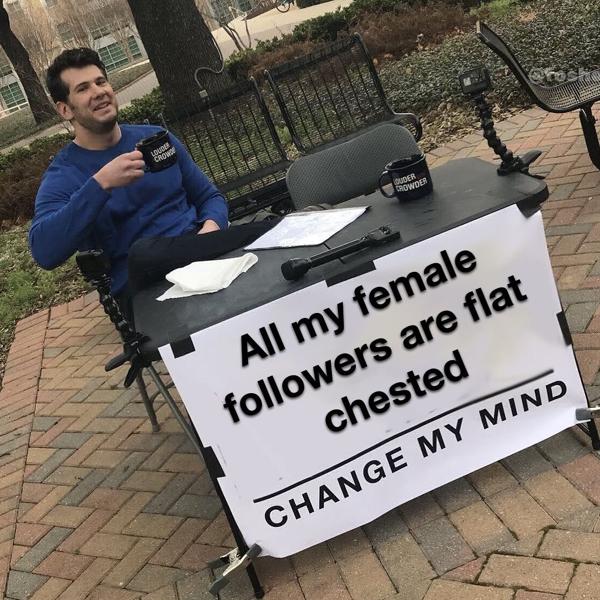 LOUDER
CROWDER
LOUDER
CROWDER
All my female
followers are flat
chested
CHANGE MY MIND